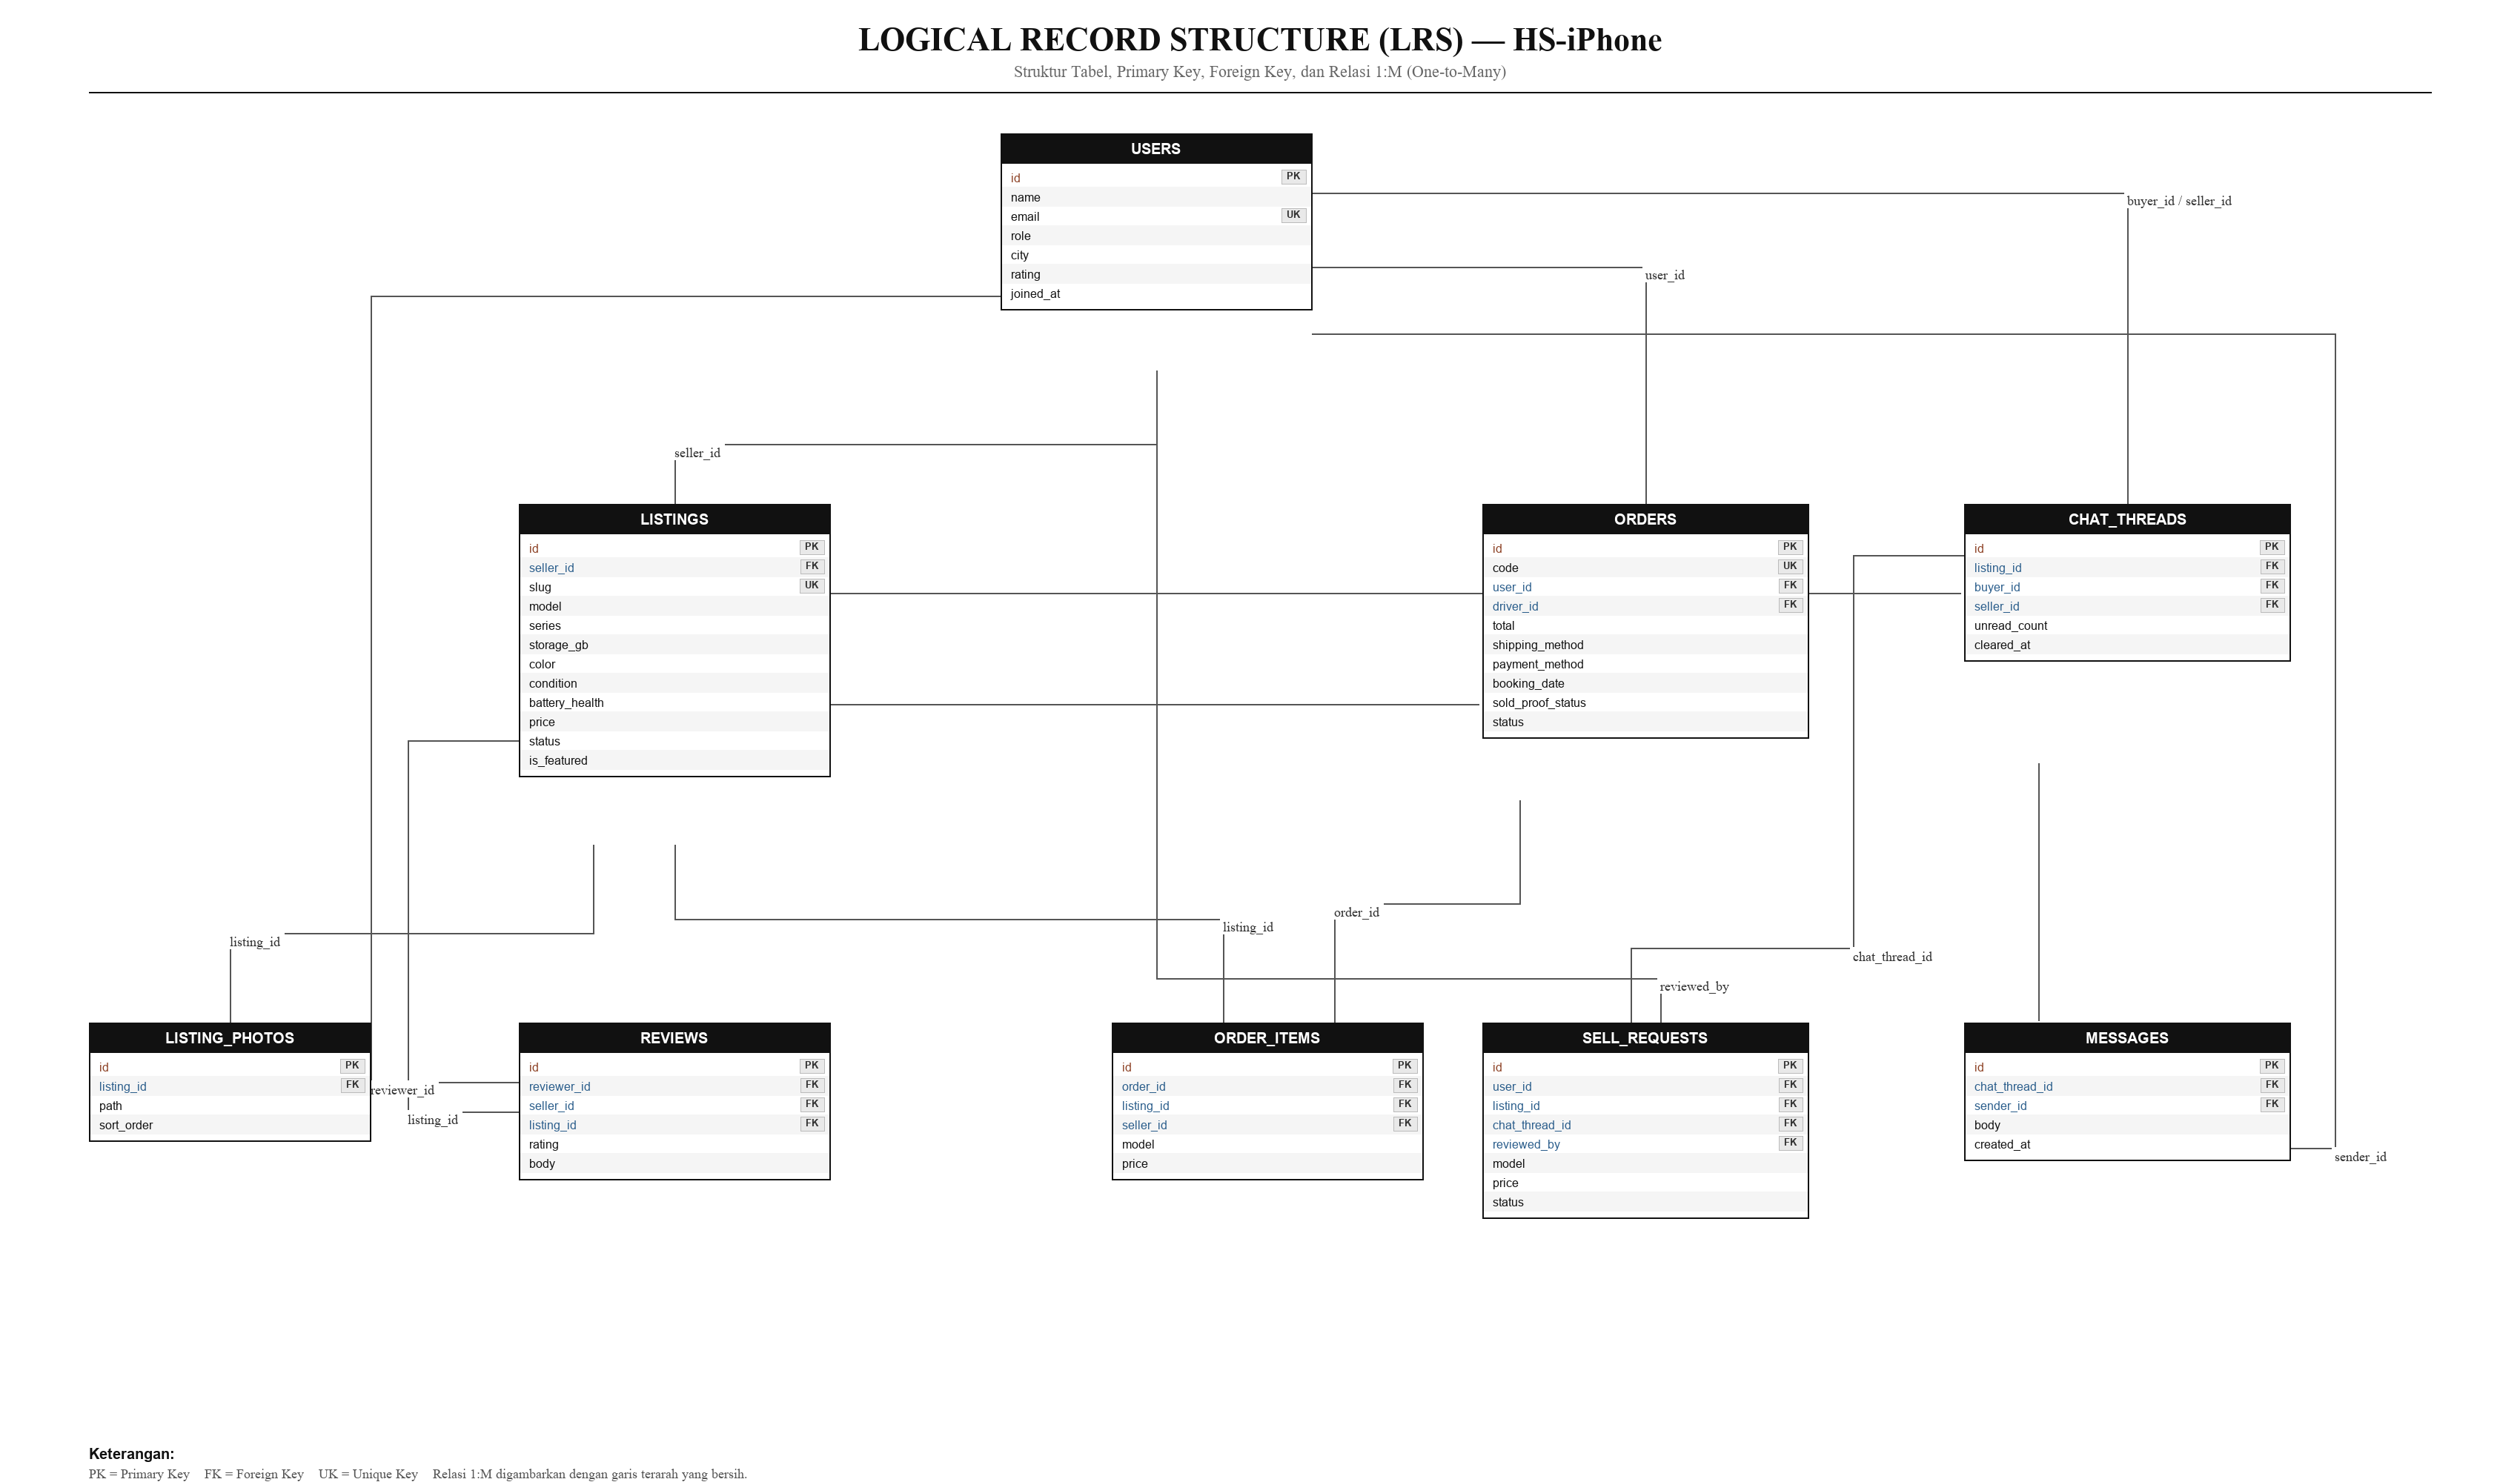 LOGICAL RECORD STRUCTURE (LRS) — HS-iPhone
Struktur Tabel, Primary Key, Foreign Key, dan Relasi 1:M (One-to-Many)
USERS
id PK
name
email UK
role
city
rating
joined_at
buyer_id / seller_id
user_id
seller_id
LISTINGS
id PK
seller_id FK
slug UK
model
series
storage_gb
color
condition
battery_health
price
status
is_featured
ORDERS
id PK
code UK
user_id FK
driver_id FK
total
shipping_method
payment_method
booking_date
sold_proof_status
status
CHAT_THREADS
id PK
listing_id FK
buyer_id FK
seller_id FK
unread_count
cleared_at
listing_id
listing_id
order_id
chat_thread_id
reviewed_by
LISTING_PHOTOS
id PK
listing_id FK
path
sort_order
reviewer_id
listing_id
REVIEWS
id PK
reviewer_id FK
seller_id FK
listing_id FK
rating
body
ORDER_ITEMS
id PK
order_id FK
listing_id FK
seller_id FK
model
price
SELL_REQUESTS
id PK
user_id FK
listing_id FK
chat_thread_id FK
reviewed_by FK
model
price
status
MESSAGES
id PK
chat_thread_id FK
sender_id FK
body
created_at
sender_id
Keterangan:
PK = Primary Key FK = Foreign Key UK = Unique Key Relasi 1:M digambarkan dengan garis terarah yang bersih.